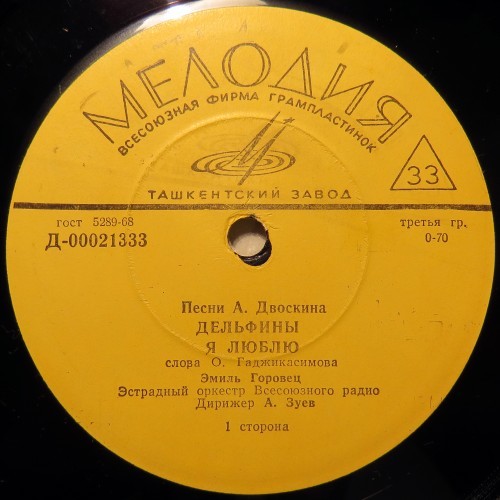 МЕЛОДИЯ
ВСЕСОЮЗНАЯ ФИРМА ГРАМПЛАСТИНОК
33
ТАШКЕНТСКИЙ ЗАВОД
гост 5289-68
третья гр.
Д-00021333
0-70
Песни А. Двоскина
ДЕЛЬФИНЫ
Я ЛЮБЛЮ
слова О. Гаджикасимова
Эмиль Горовец
Эстрадный оркестр Всесоюзного радио
Дирижер А. Зуев
1 сторона